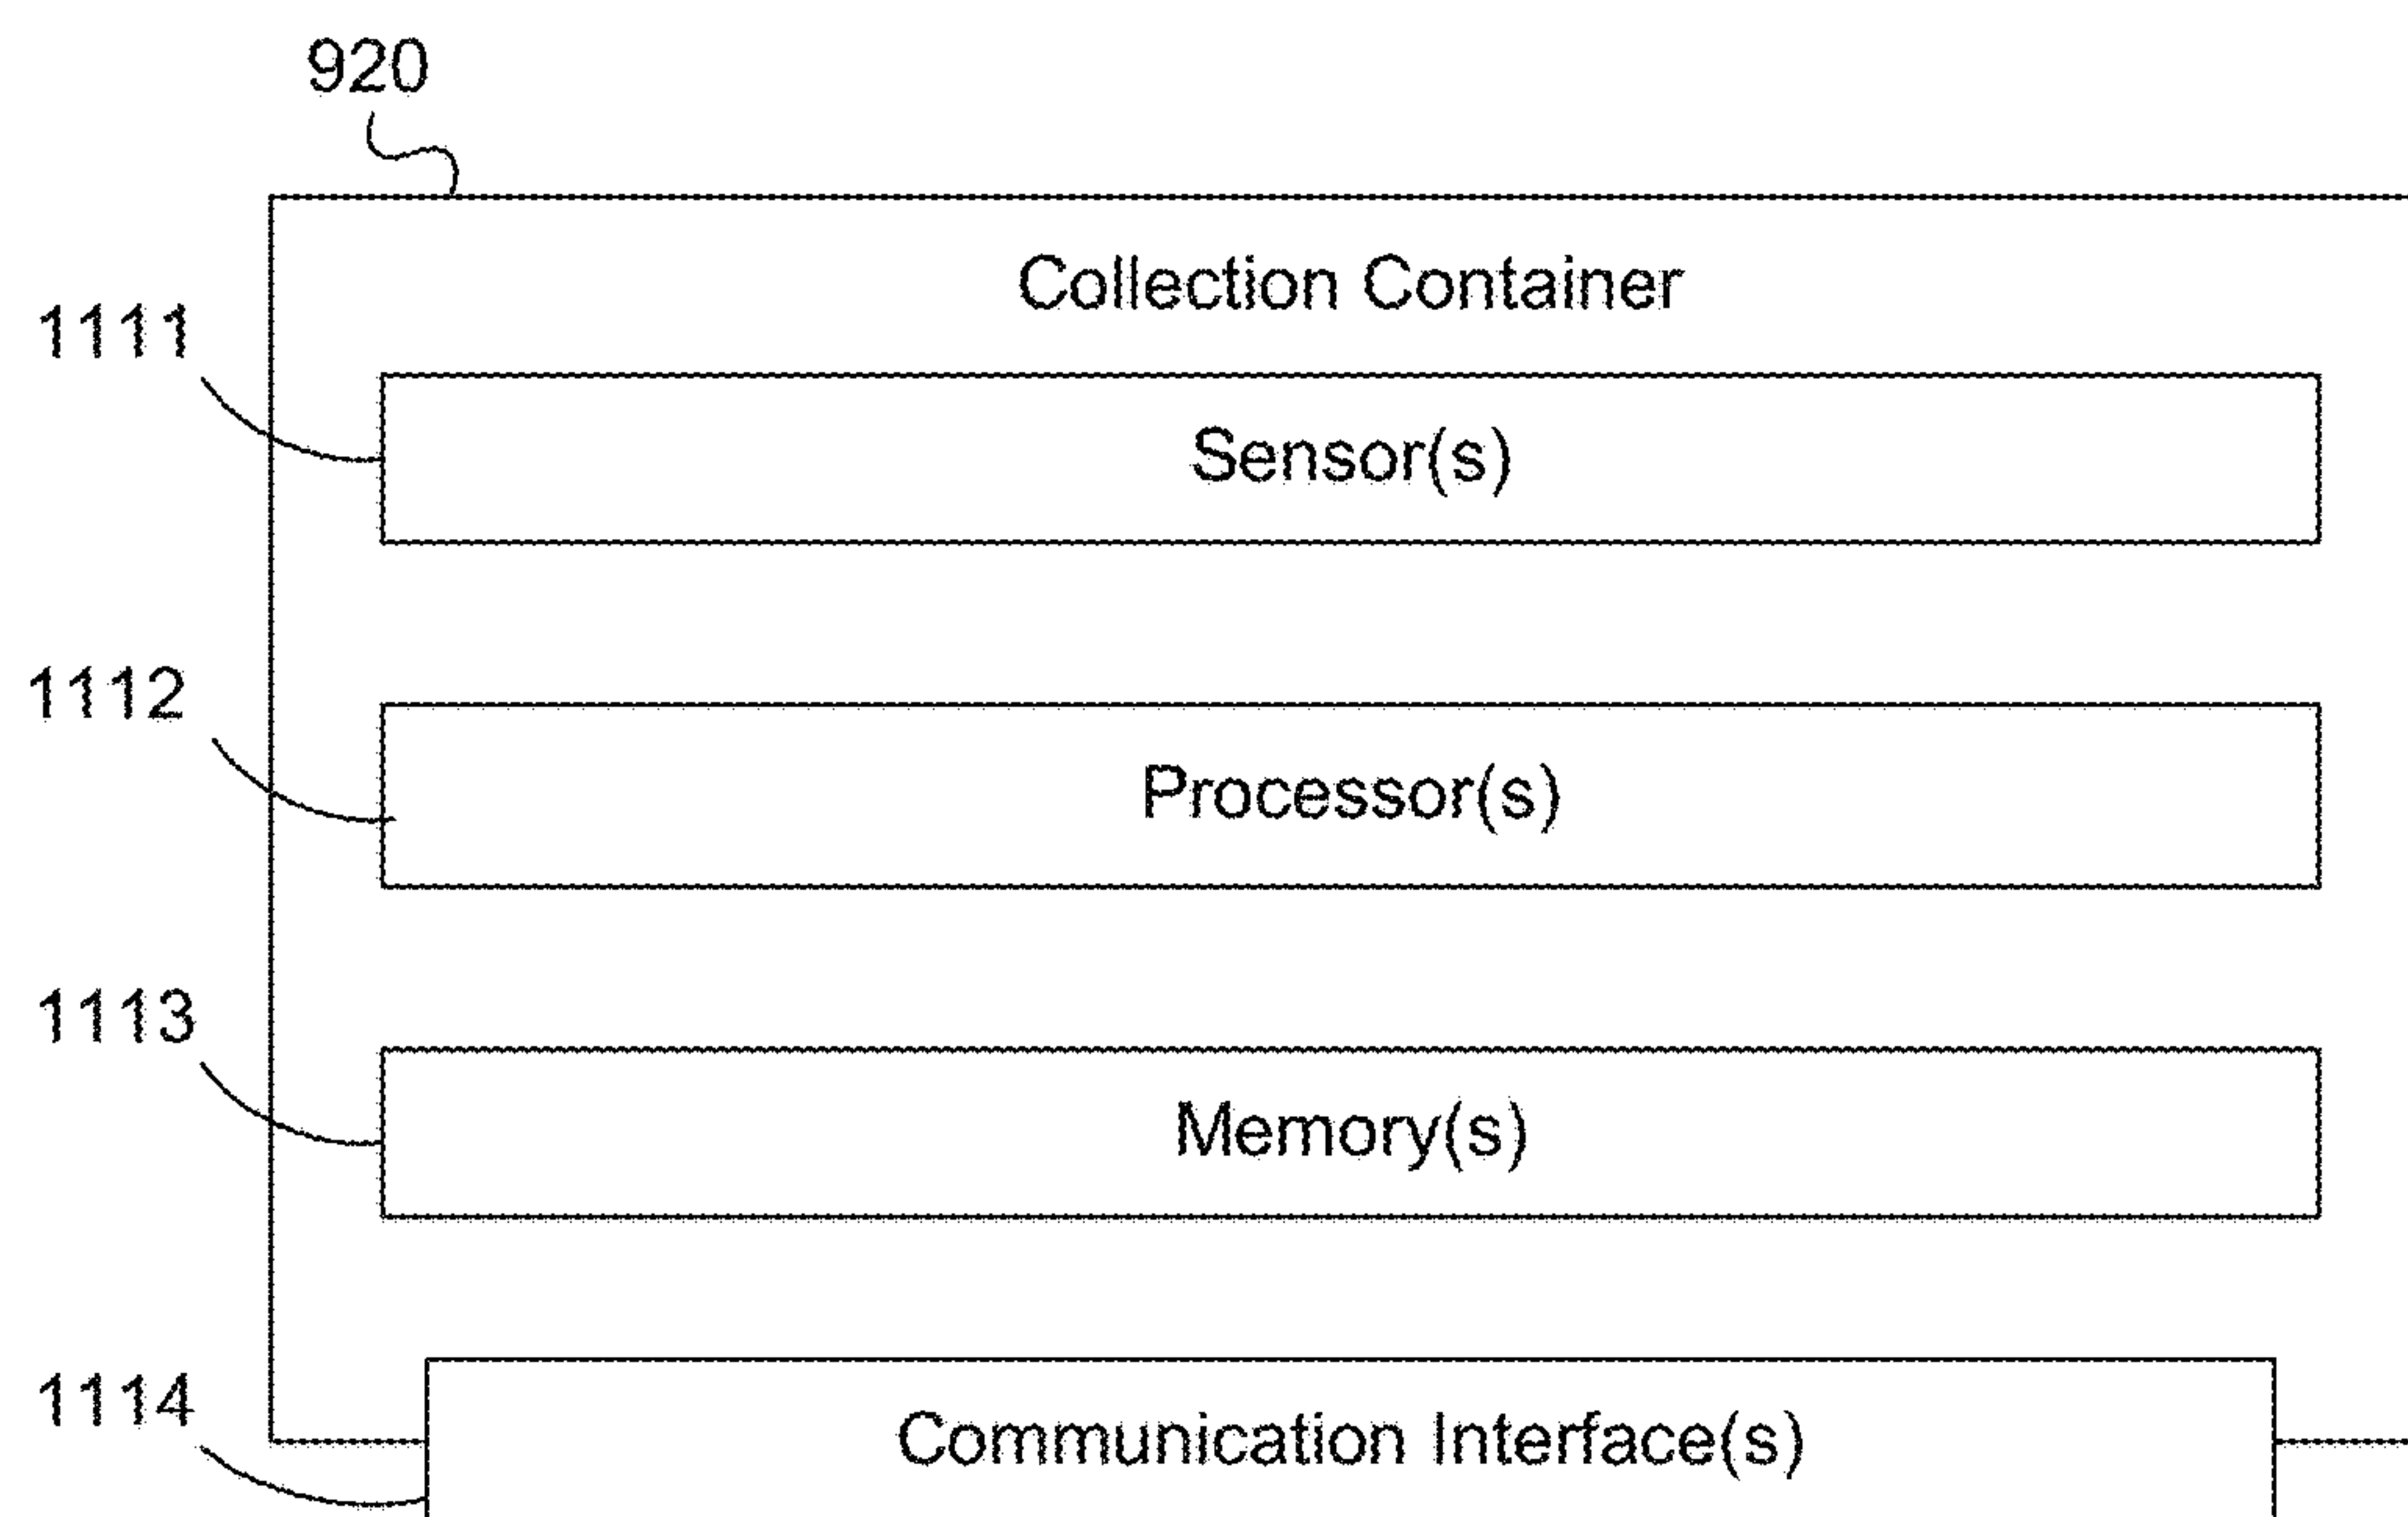 920
Collection Container
1111
Sensor(s)
1112
Processor(s)
1113
Memory(s)
1114
Communication Interface(s)